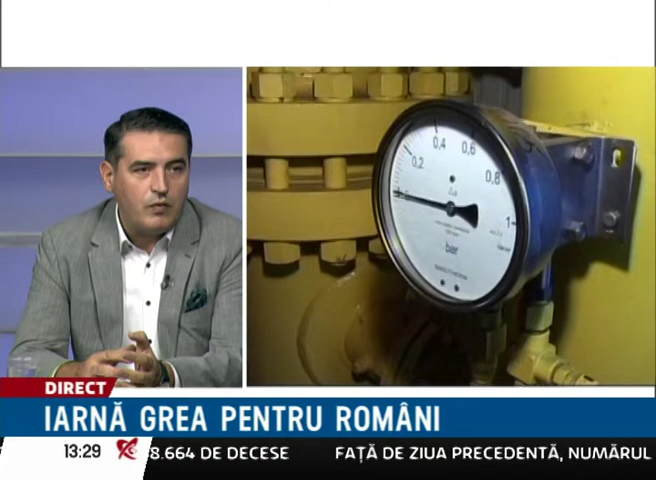 0,4
0,6
0,2
0,8
0
1
bar
DIRECT
IARNĂ GREA PENTRU ROMÂNI
13:29
8.664 DE DECESE FAȚĂ DE ZIUA PRECEDENTĂ, NUMĂRUL